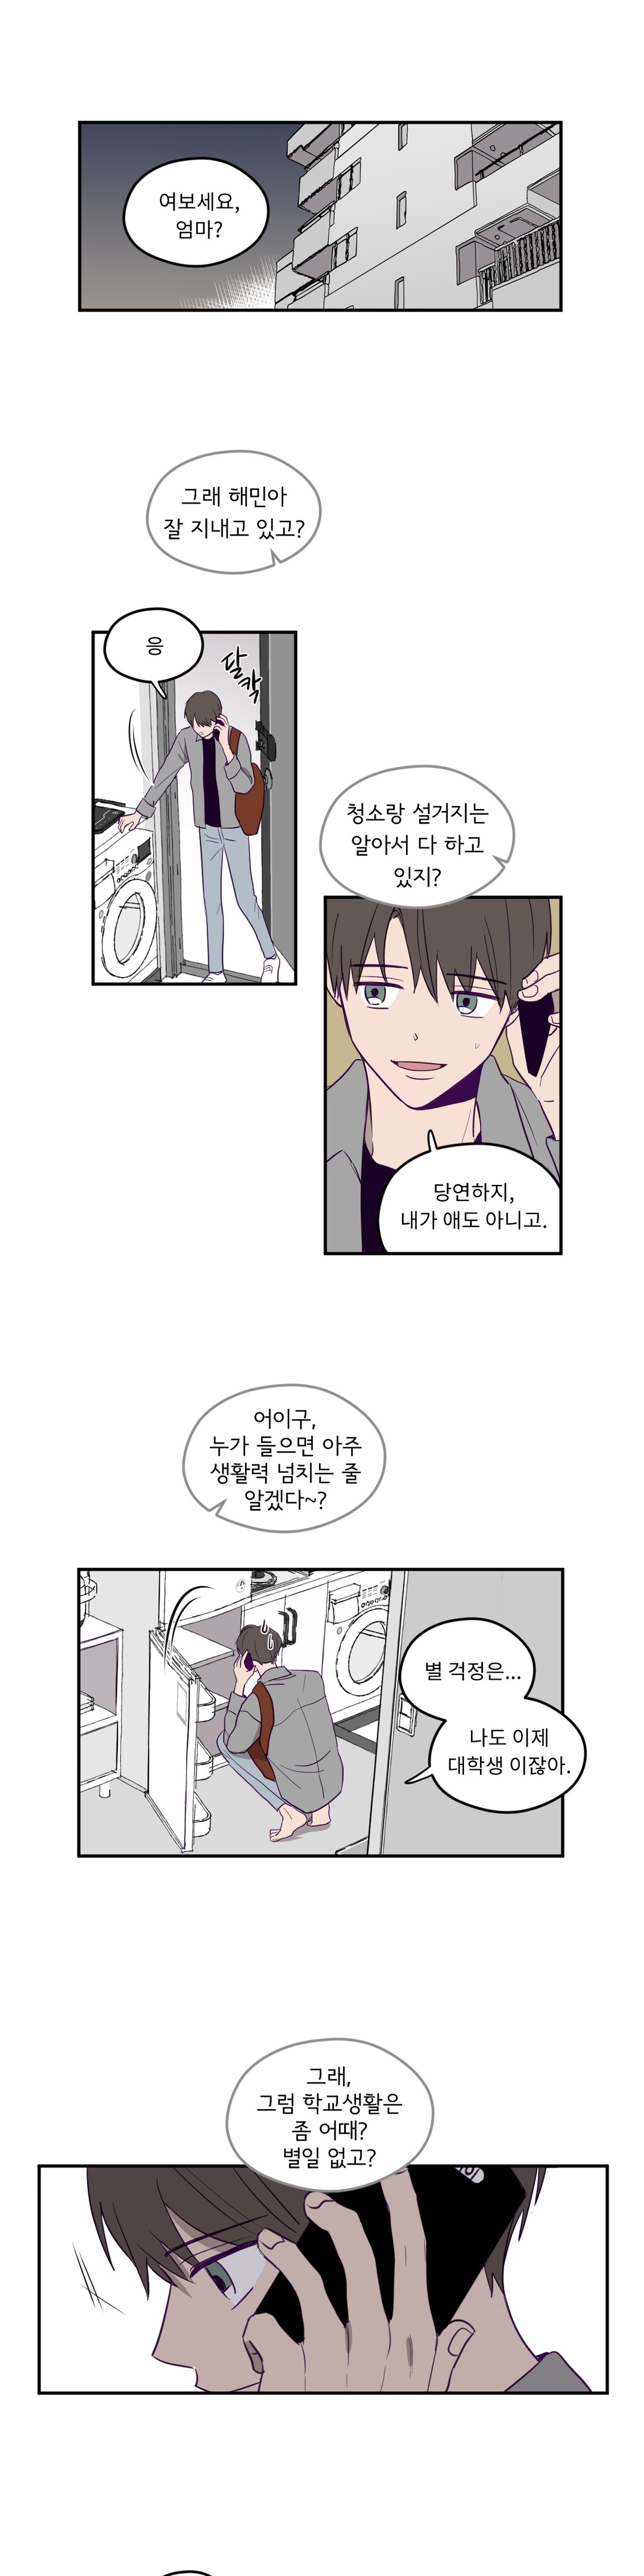 여보세요,
엄마?
그래 해민아
잘 지내고 있고?
응
달칵
청소랑 설거지는
알아서 다 하고
있지?
당연하지,
내가 애도 아니고.
어이구,
누가 들으면 아주
생활력 넘치는 줄
알겠다~?
별 걱정은...
나도 이제
대학생 이잖아.
그래,
그럼 학교생활은
좀 어때?
별일 없고?